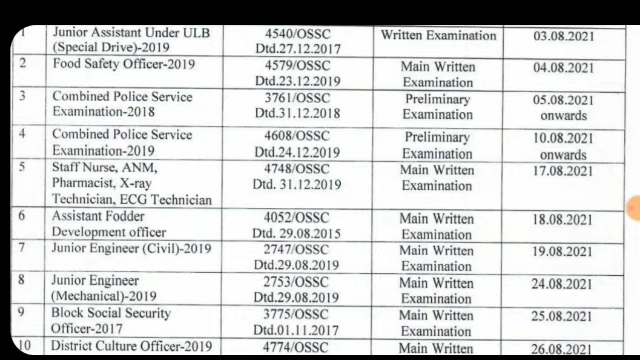 1 Junior Assistant Under ULB 4540/OSSC Written Examination 03.08.2021
(Special Drive)-2019 Dtd.27.12.2017
2 Food Safety Officer-2019 4579/OSSC Main Written 04.08.2021
Dtd.23.12.2019 Examination
3 Combined Police Service 3761/OSSC Preliminary 05.08.2021
Examination-2018 Dtd.31.12.2018 Examination onwards
4 Combined Police Service 4608/OSSC Preliminary 10.08.2021
Examination-2019 Dtd.24.12.2019 Examination onwards
5 Staff Nurse, ANM, 4748/OSSC Main Written 17.08.2021
Pharmacist, X-ray Dtd. 31.12.2019 Examination
Technician, ECG Technician
6 Assistant Fodder 4052/OSSC Main Written 18.08.2021
Development officer Dtd. 29.08.2015 Examination
7 Junior Engineer (Civil)-2019 2747/OSSC Main Written 19.08.2021
Dtd.29.08.2019 Examination
8 Junior Engineer 2753/OSSC Main Written 24.08.2021
(Mechanical)-2019 Dtd.29.08.2019 Examination
9 Block Social Security 3775/OSSC Main Written 25.08.2021
Officer-2017 Dtd.01.11.2017 Examination
10 District Culture Officer-2019 4774/OSSC Main Written 26.08.2021